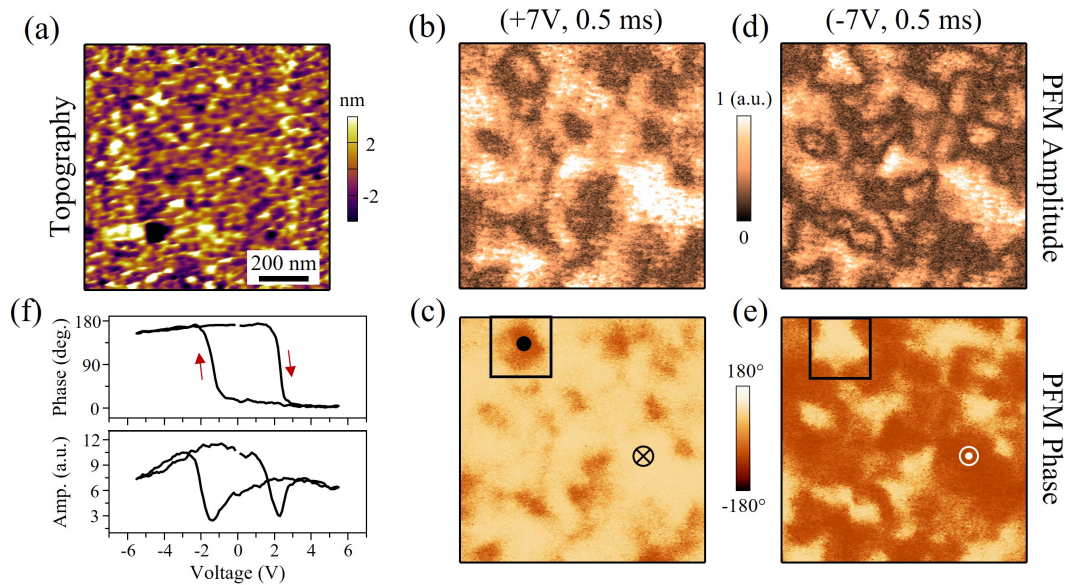 (a)
Topography
nm
2
-2
200 nm
(b)
(+7V, 0.5 ms)
1 (a.u.)
0
(d)
(-7V, 0.5 ms)
PFM Amplitude
(f)
Phase (deg.)
180
90
0
Amp. (a.u.)
12
9
6
3
-6 -4 -2 0 2 4 6
Voltage (V)
(c)
180°
-180°
(e)
PFM Phase